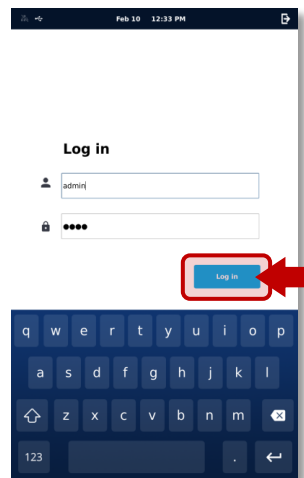 Feb 10 12:33 PM
Log in
admin
●●●●
Log in
q w e r t y u i o p
a s d f g h j k l
z x c v b n m
123 .